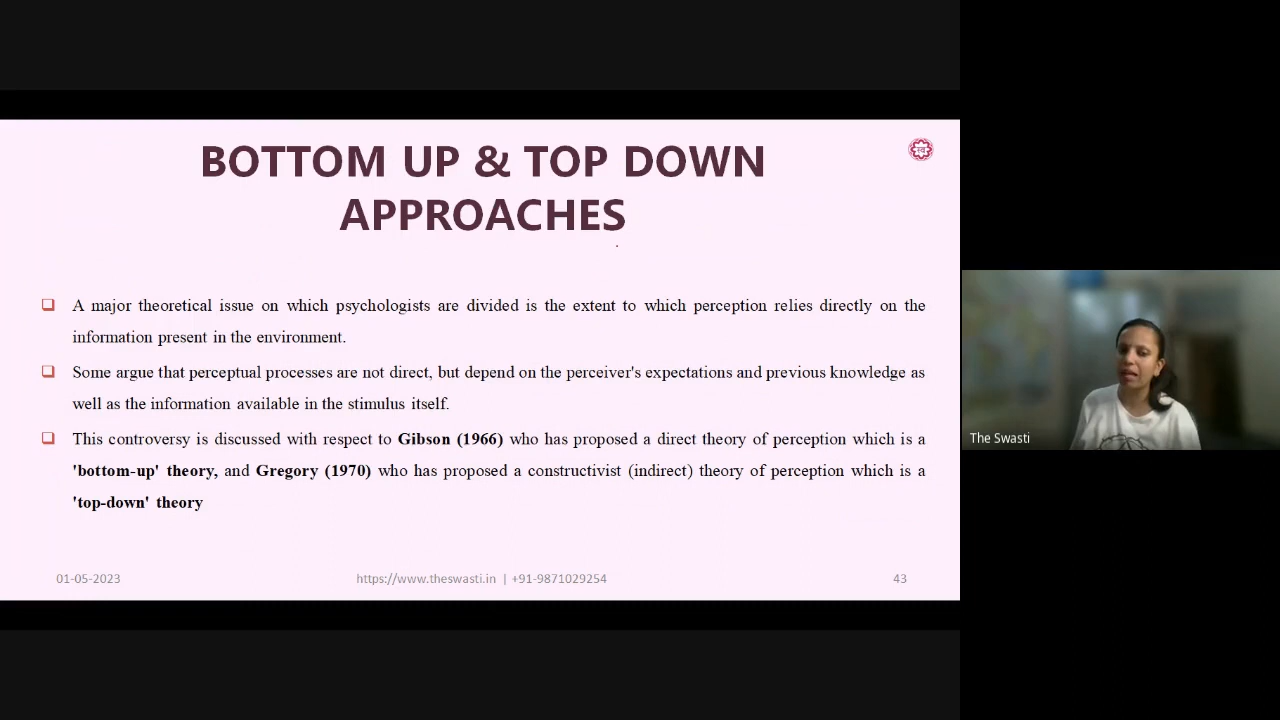 BOTTOM UP & TOP DOWN
APPROACHES
❑ A major theoretical issue on which psychologists are divided is the extent to which perception relies directly on the
information present in the environment.
❑ Some argue that perceptual processes are not direct, but depend on the perceiver's expectations and previous knowledge as
well as the information available in the stimulus itself.
❑ This controversy is discussed with respect to Gibson (1966) who has proposed a direct theory of perception which is a
'bottom-up' theory, and Gregory (1970) who has proposed a constructivist (indirect) theory of perception which is a
'top-down' theory
01-05-2023 https://www.theswasti.in | +91-9871029254 43
The Swasti